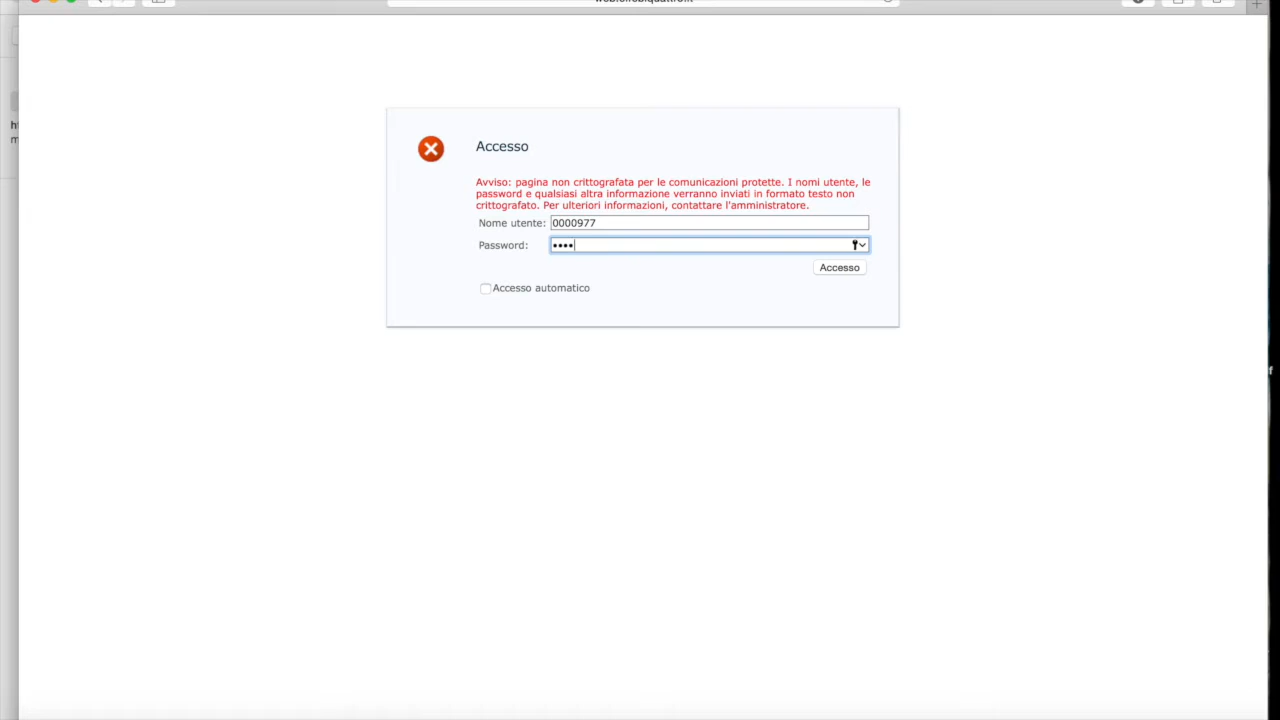 Accesso
Avviso: pagina non crittografata per le comunicazioni protette. I nomi utente, le
password e qualsiasi altra informazione verranno inviati in formato testo non
crittografato. Per ulteriori informazioni, contattare l'amministratore.
Nome utente: 0000977
Password: ••••
Accesso
Accesso automatico